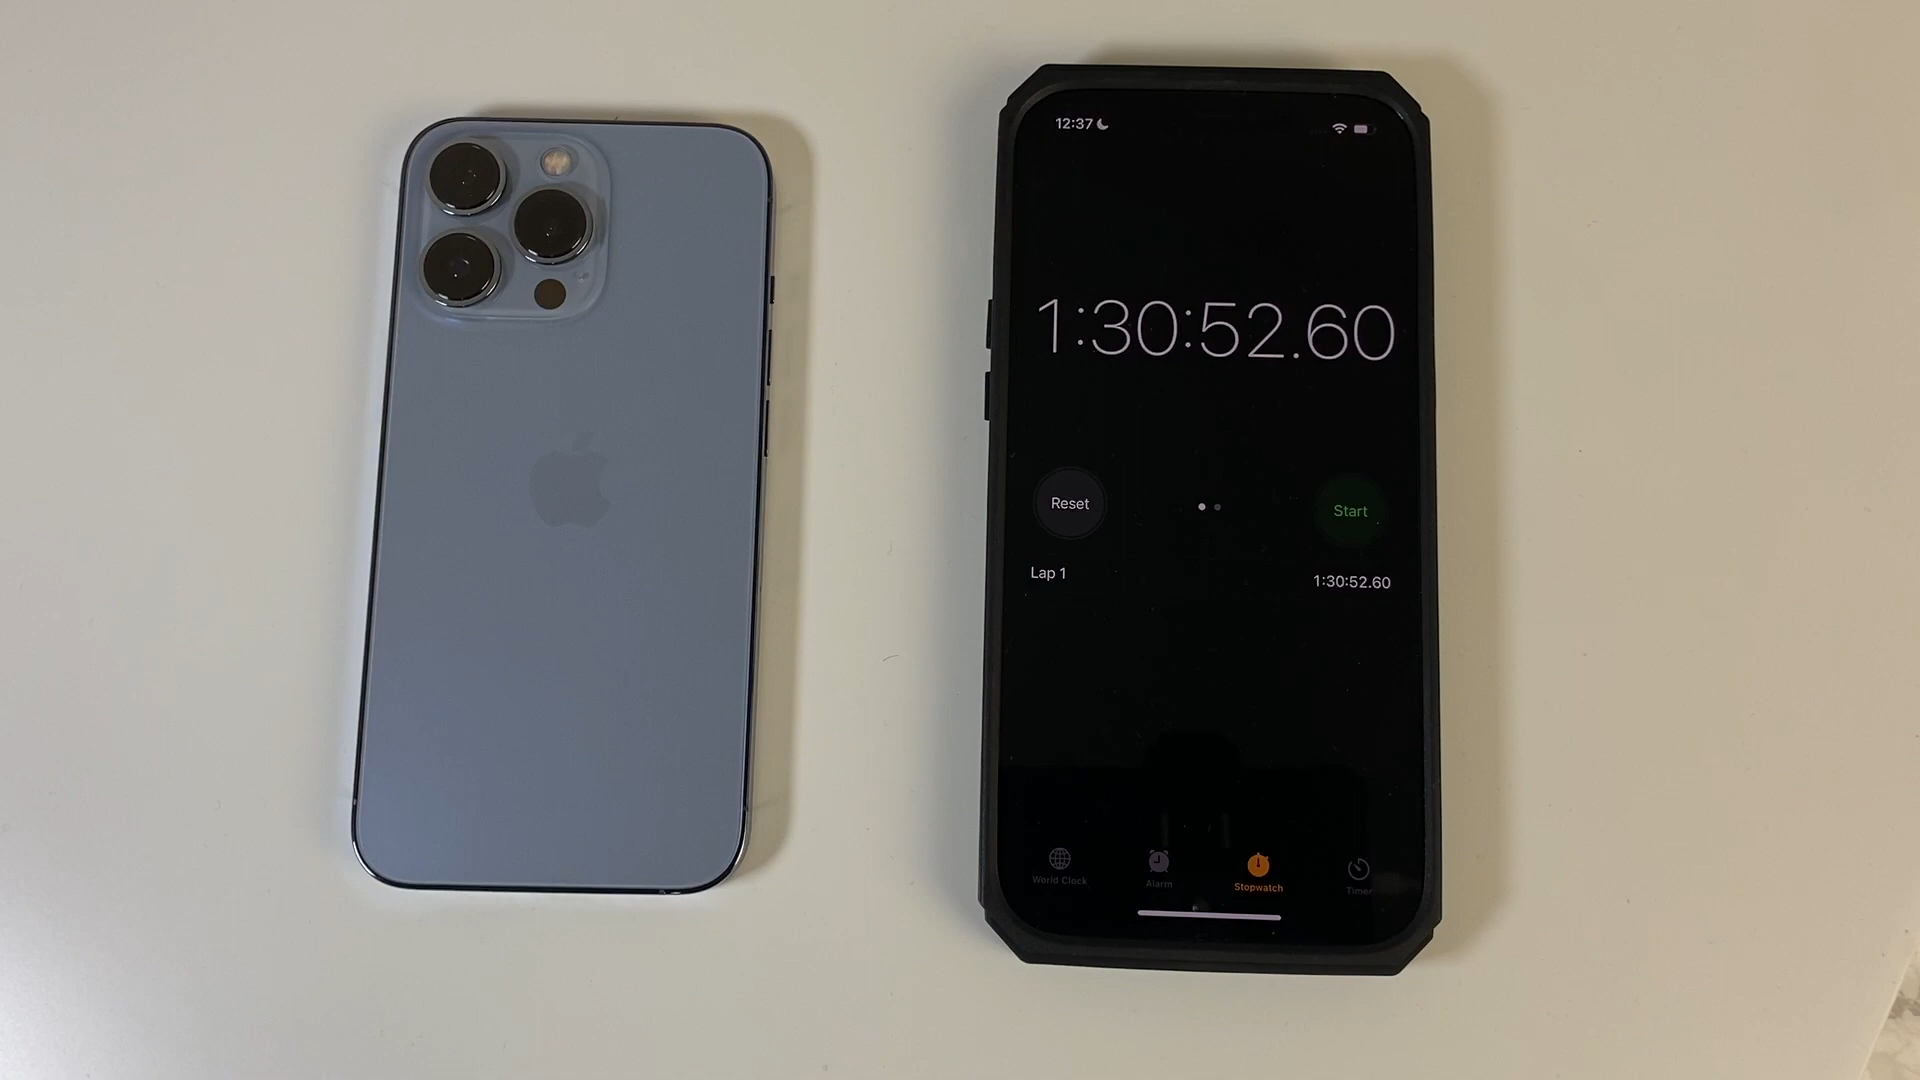 12:37
1:30:52.60
Reset
Start
Lap 1
1:30:52.60
World Clock
Alarm
Stopwatch
Timer